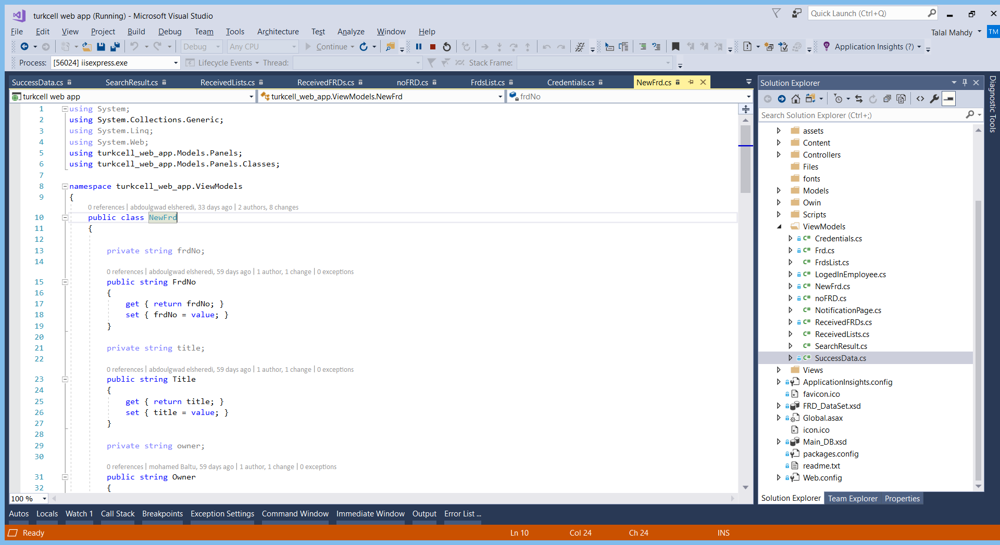 turkcell web app (Running) - Microsoft Visual Studio
Quick Launch (Ctrl+Q)
File Edit View Project Build Debug Team Tools Architecture Test Analyze Window Help
Talal Mahdy TM
Debug Any CPU Continue Application Insights (?)
Process: [56024] iisexpress.exe Lifecycle Events Thread: Stack Frame:
SuccessData.cs SearchResult.cs ReceivedLists.cs ReceivedFRDs.cs noFRD.cs FrdsList.cs Credentials.cs NewFrd.cs
turkcell web app turkcell_web_app.ViewModels.NewFrd frdNo
1 using System;
2 using System.Collections.Generic;
3 using System.Linq;
4 using System.Web;
5 using turkcell_web_app.Models.Panels;
6 using turkcell_web_app.Models.Panels.Classes;
7
8 namespace turkcell_web_app.ViewModels
9 {
0 references | abdoulgwad elsheredi, 33 days ago | 2 authors, 8 changes
10 public class NewFrd
11 {
12
13 private string frdNo;
14
0 references | abdoulgwad elsheredi, 59 days ago | 1 author, 1 change | 0 exceptions
15 public string FrdNo
16 {
17 get { return frdNo; }
18 set { frdNo = value; }
19 }
20
21 private string title;
22
0 references | abdoulgwad elsheredi, 59 days ago | 1 author, 1 change | 0 exceptions
23 public string Title
24 {
25 get { return title; }
26 set { title = value; }
27 }
28
29 private string owner;
30
0 references | mohamed Baltu, 59 days ago | 1 author, 1 change | 0 exceptions
31 public string Owner
32 {
100 %
Solution Explorer
Search Solution Explorer (Ctrl+;)
assets
Content
Controllers
Files
fonts
Models
Owin
Scripts
ViewModels
C# Credentials.cs
C# Frd.cs
C# FrdsList.cs
C# LogedInEmployee.cs
C# NewFrd.cs
C# noFRD.cs
C# NotificationPage.cs
C# ReceivedFRDs.cs
C# ReceivedLists.cs
C# SearchResult.cs
C# SuccessData.cs
Views
ApplicationInsights.config
favicon.ico
FRD_DataSet.xsd
Global.asax
icon.ico
Main_DB.xsd
packages.config
readme.txt
Web.config
Solution Explorer Team Explorer Properties
Diagnostic Tools
Autos Locals Watch 1 Call Stack Breakpoints Exception Settings Command Window Immediate Window Output Error List ...
Ready Ln 10 Col 24 Ch 24 INS